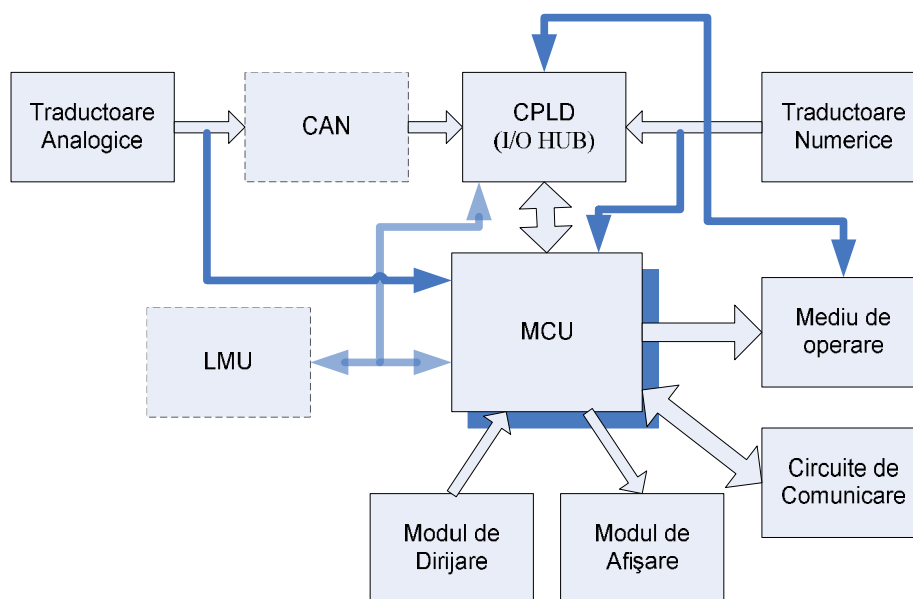 Traductoare
Analogice
CAN
CPLD
(I/O HUB)
Traductoare
Numerice
LMU
MCU
Mediu de
operare
Circuite de
Comunicare
Modul de
Dirijare
Modul de
Afişare